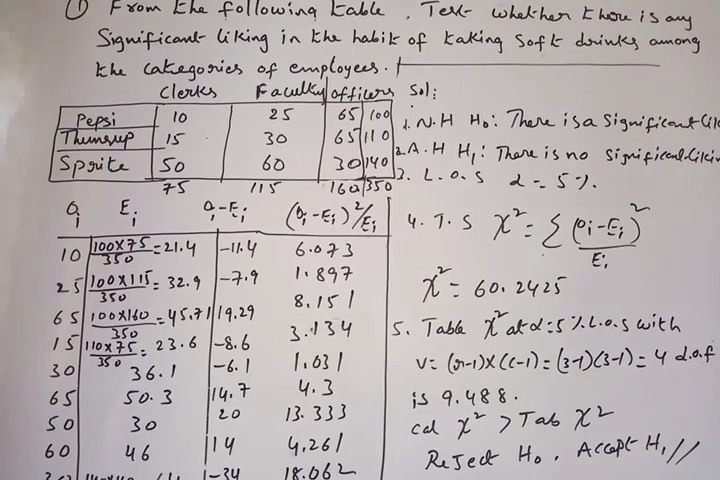 ① From the following table, Test whether there is any
Significant liking in the habit of taking Soft drinks among
the categories of employees.
Clerks Faculty officers
Pepsi 10 25 65 100
Thumsup 15 30 65 110
Sprite 50 60 30 140
75 115 160 350
Oi Ei Oi-Ei (Oi-Ei)²/Ei
10 100X75/350 = 21.4 -11.4 6.073
25 100X115/350 = 32.9 -7.9 1.897
65 100X160/350 = 45.71 19.29 8.151
15 110X75/350 = 23.6 -8.6 3.134
30 36.1 -6.1 1.031
65 50.3 14.7 4.3
50 30 20 13.333
60 46 14 4.261
-34 18.062
Sol:
1. N.H H₀: There is a Significant
2. A.H H₁: There is no significant
3. L.O.S α = 5%.
4. T.S χ² = Σ (Oi-Ei)²/Ei
χ² = 60.2425
5. Table χ² at α=5% L.O.S with
V = (r-1)X(c-1) = (3-1)(3-1) = 4 d.o.f
is 9.488.
cal χ² > Tab χ²
Reject H₀, Accept H₁//